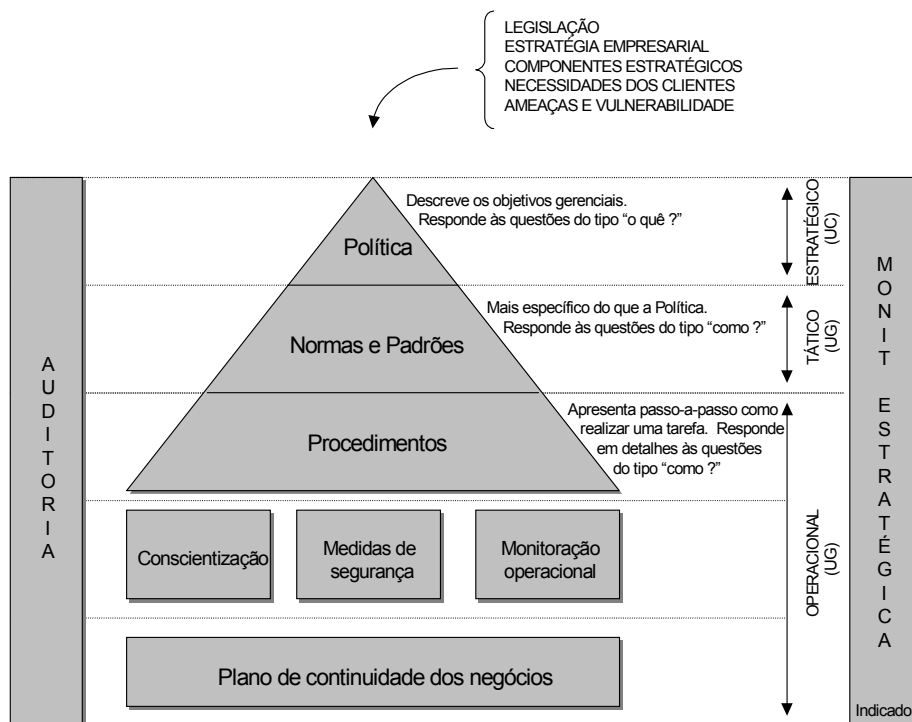 LEGISLAÇÃO
ESTRATÉGIA EMPRESARIAL
COMPONENTES ESTRATÉGICOS
NECESSIDADES DOS CLIENTES
AMEAÇAS E VULNERABILIDADE
AUDITORIA
Política
Descreve os objetivos gerenciais.
Responde às questões do tipo “o quê ?”
ESTRATÉGICO
(UC)
Normas e Padrões
Mais específico do que a Política.
Responde às questões do tipo “como ?”
TÁTICO
(UG)
Procedimentos
Apresenta passo-a-passo como
realizar uma tarefa. Responde
em detalhes às questões
do tipo “como ?”
Conscientização
Medidas de
segurança
Monitoração
operacional
OPERACIONAL
(UG)
Plano de continuidade dos negócios
MONIT ESTRATÉGICA
Indicado